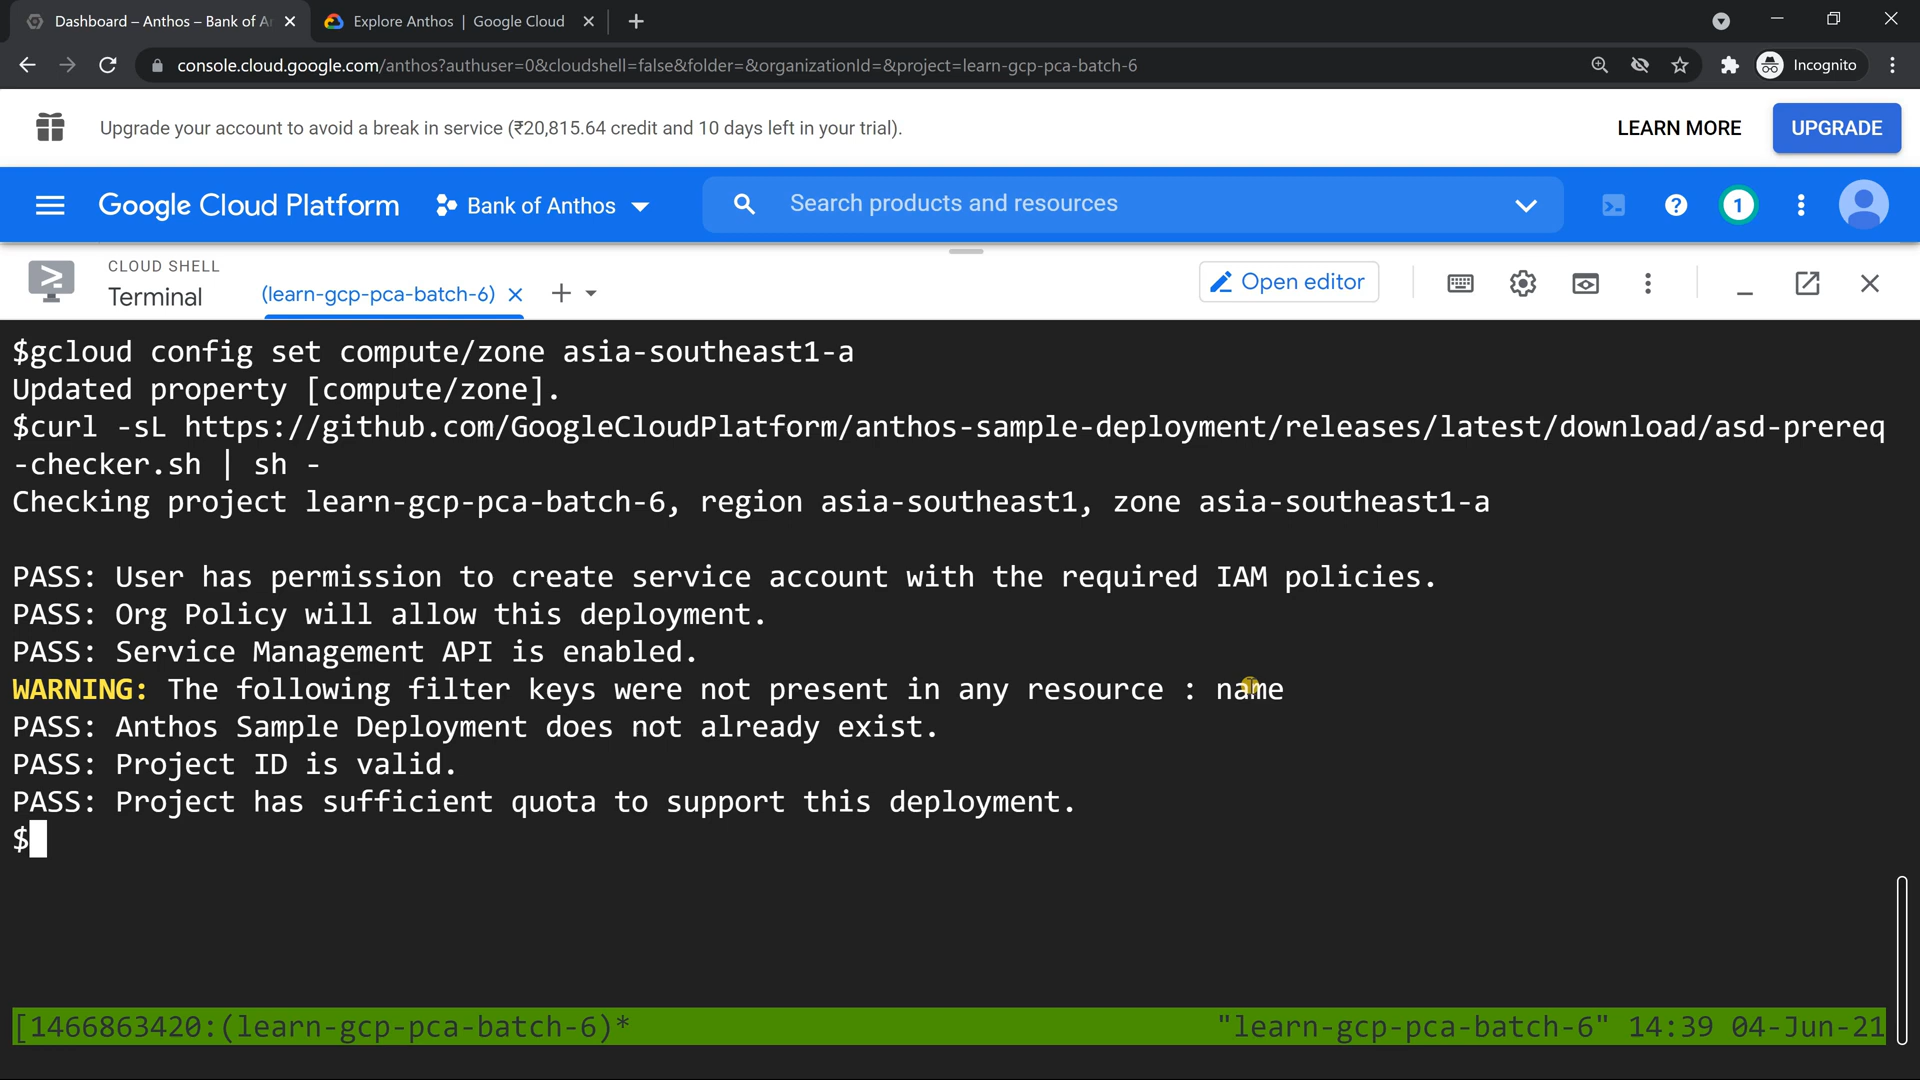 Dashboard – Anthos – Bank of A
Explore Anthos | Google Cloud
console.cloud.google.com/anthos?authuser=0&cloudshell=false&folder=&organizationId=&project=learn-gcp-pca-batch-6
Incognito
Upgrade your account to avoid a break in service (₹20,815.64 credit and 10 days left in your trial).
LEARN MORE
UPGRADE
Google Cloud Platform
Bank of Anthos
Search products and resources
1
CLOUD SHELL
Terminal
(learn-gcp-pca-batch-6)
Open editor
$gcloud config set compute/zone asia-southeast1-a
Updated property [compute/zone].
$curl -sL https://github.com/GoogleCloudPlatform/anthos-sample-deployment/releases/latest/download/asd-prereq
-checker.sh | sh -
Checking project learn-gcp-pca-batch-6, region asia-southeast1, zone asia-southeast1-a
PASS: User has permission to create service account with the required IAM policies.
PASS: Org Policy will allow this deployment.
PASS: Service Management API is enabled.
WARNING: The following filter keys were not present in any resource : name
PASS: Anthos Sample Deployment does not already exist.
PASS: Project ID is valid.
PASS: Project has sufficient quota to support this deployment.
$
[1466863420:(learn-gcp-pca-batch-6)*
"learn-gcp-pca-batch-6" 14:39 04-Jun-21